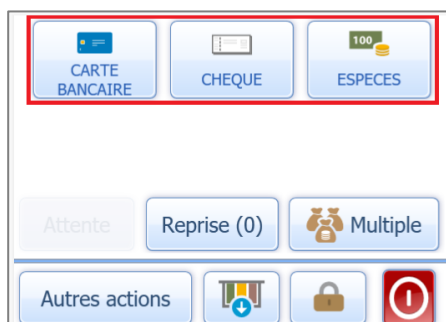 CARTE
BANCAIRE
CHEQUE
100
ESPECES
Attente
Reprise (0)
Multiple
Autres actions